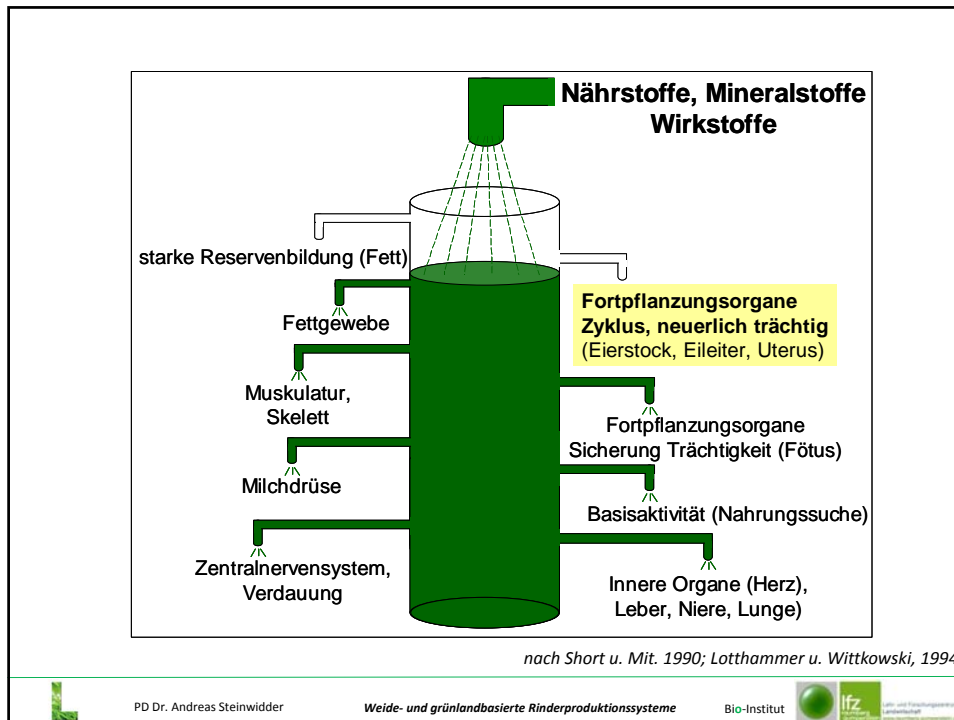 Nährstoffe, Mineralstoffe
Wirkstoffe
starke Reservenbildung (Fett)
Fettgewebe
Muskulatur,
Skelett
Milchdrüse
Zentralnervensystem,
Verdauung
Fortpflanzungsorgane
Zyklus, neuerlich trächtig
(Eierstock, Eileiter, Uterus)
Fortpflanzungsorgane
Sicherung Trächtigkeit (Fötus)
Basisaktivität (Nahrungssuche)
Innere Organe (Herz),
Leber, Niere, Lunge)
nach Short u. Mit. 1990; Lotthammer u. Wittkowski, 1994
PD Dr. Andreas Steinwidder
Weide- und grünlandbasierte Rinderproduktionssysteme
Bio-Institut
lfz